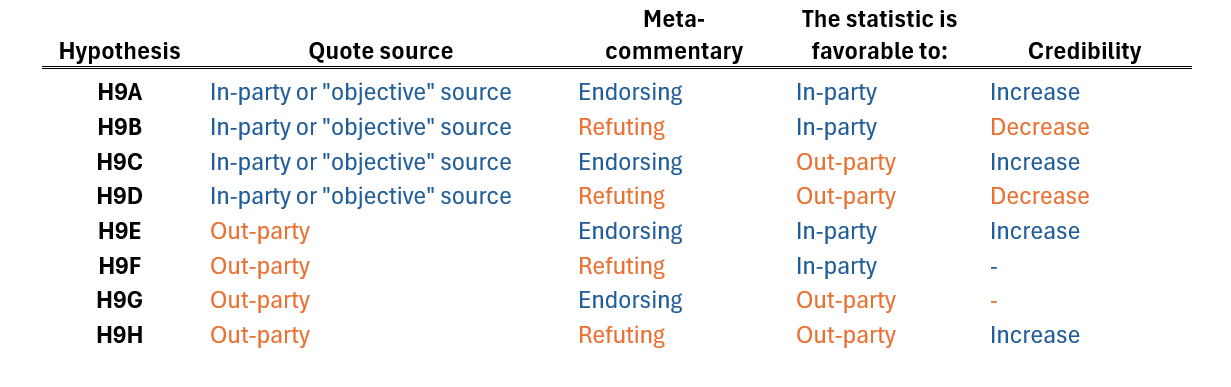 Meta- The statistic is
Hypothesis Quote source commentary favorable to: Credibility
H9A In-party or "objective" source Endorsing In-party Increase
H9B In-party or "objective" source Refuting In-party Decrease
H9C In-party or "objective" source Endorsing Out-party Increase
H9D In-party or "objective" source Refuting Out-party Decrease
H9E Out-party Endorsing In-party Increase
H9F Out-party Refuting In-party -
H9G Out-party Endorsing Out-party -
H9H Out-party Refuting Out-party Increase